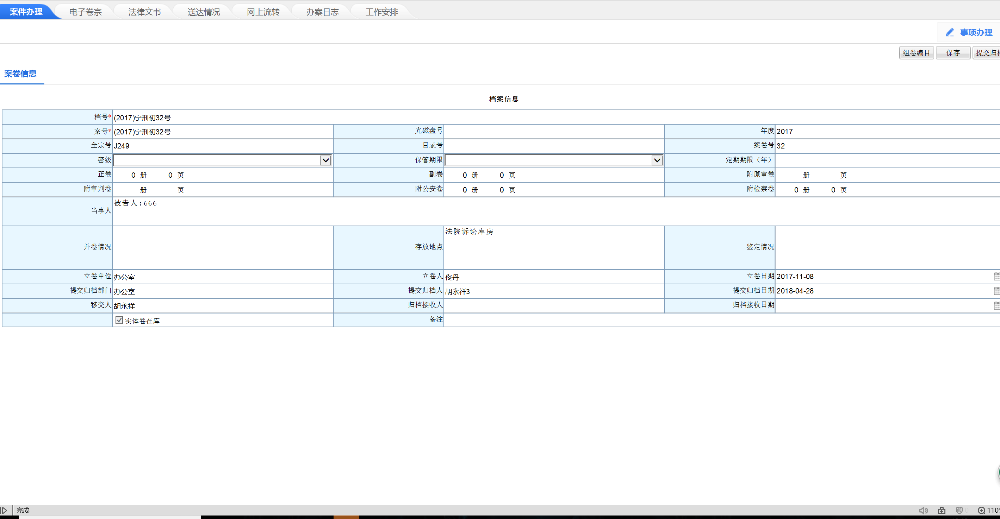 案件办理 电子卷宗 法律文书 送达情况 网上流转 办案日志 工作安排
事项办理
组卷编目 保存 提交归
案卷信息
档案信息
档号* (2017)宁刑初32号
案号* (2017)宁刑初32号 光磁盘号 年度 2017
全宗号 J249 目录号 案卷号 32
密级 保管期限 定期期限（年）
正卷 0 册 0 页 副卷 0 册 0 页 附原审卷 册 页
附审判卷 册 页 附公安卷 0 册 0 页 附检察卷 0 册 0 页
当事人 被告人:666
并卷情况 存放地点 法院诉讼库房 鉴定情况
立卷单位 办公室 立卷人 佟丹 立卷日期 2017-11-08
提交归档部门 办公室 提交归档人 胡永祥3 提交归档日期 2018-04-28
移交人 胡永祥 归档接收人 归档接收日期
实体卷在库 备注
完成 0 110%